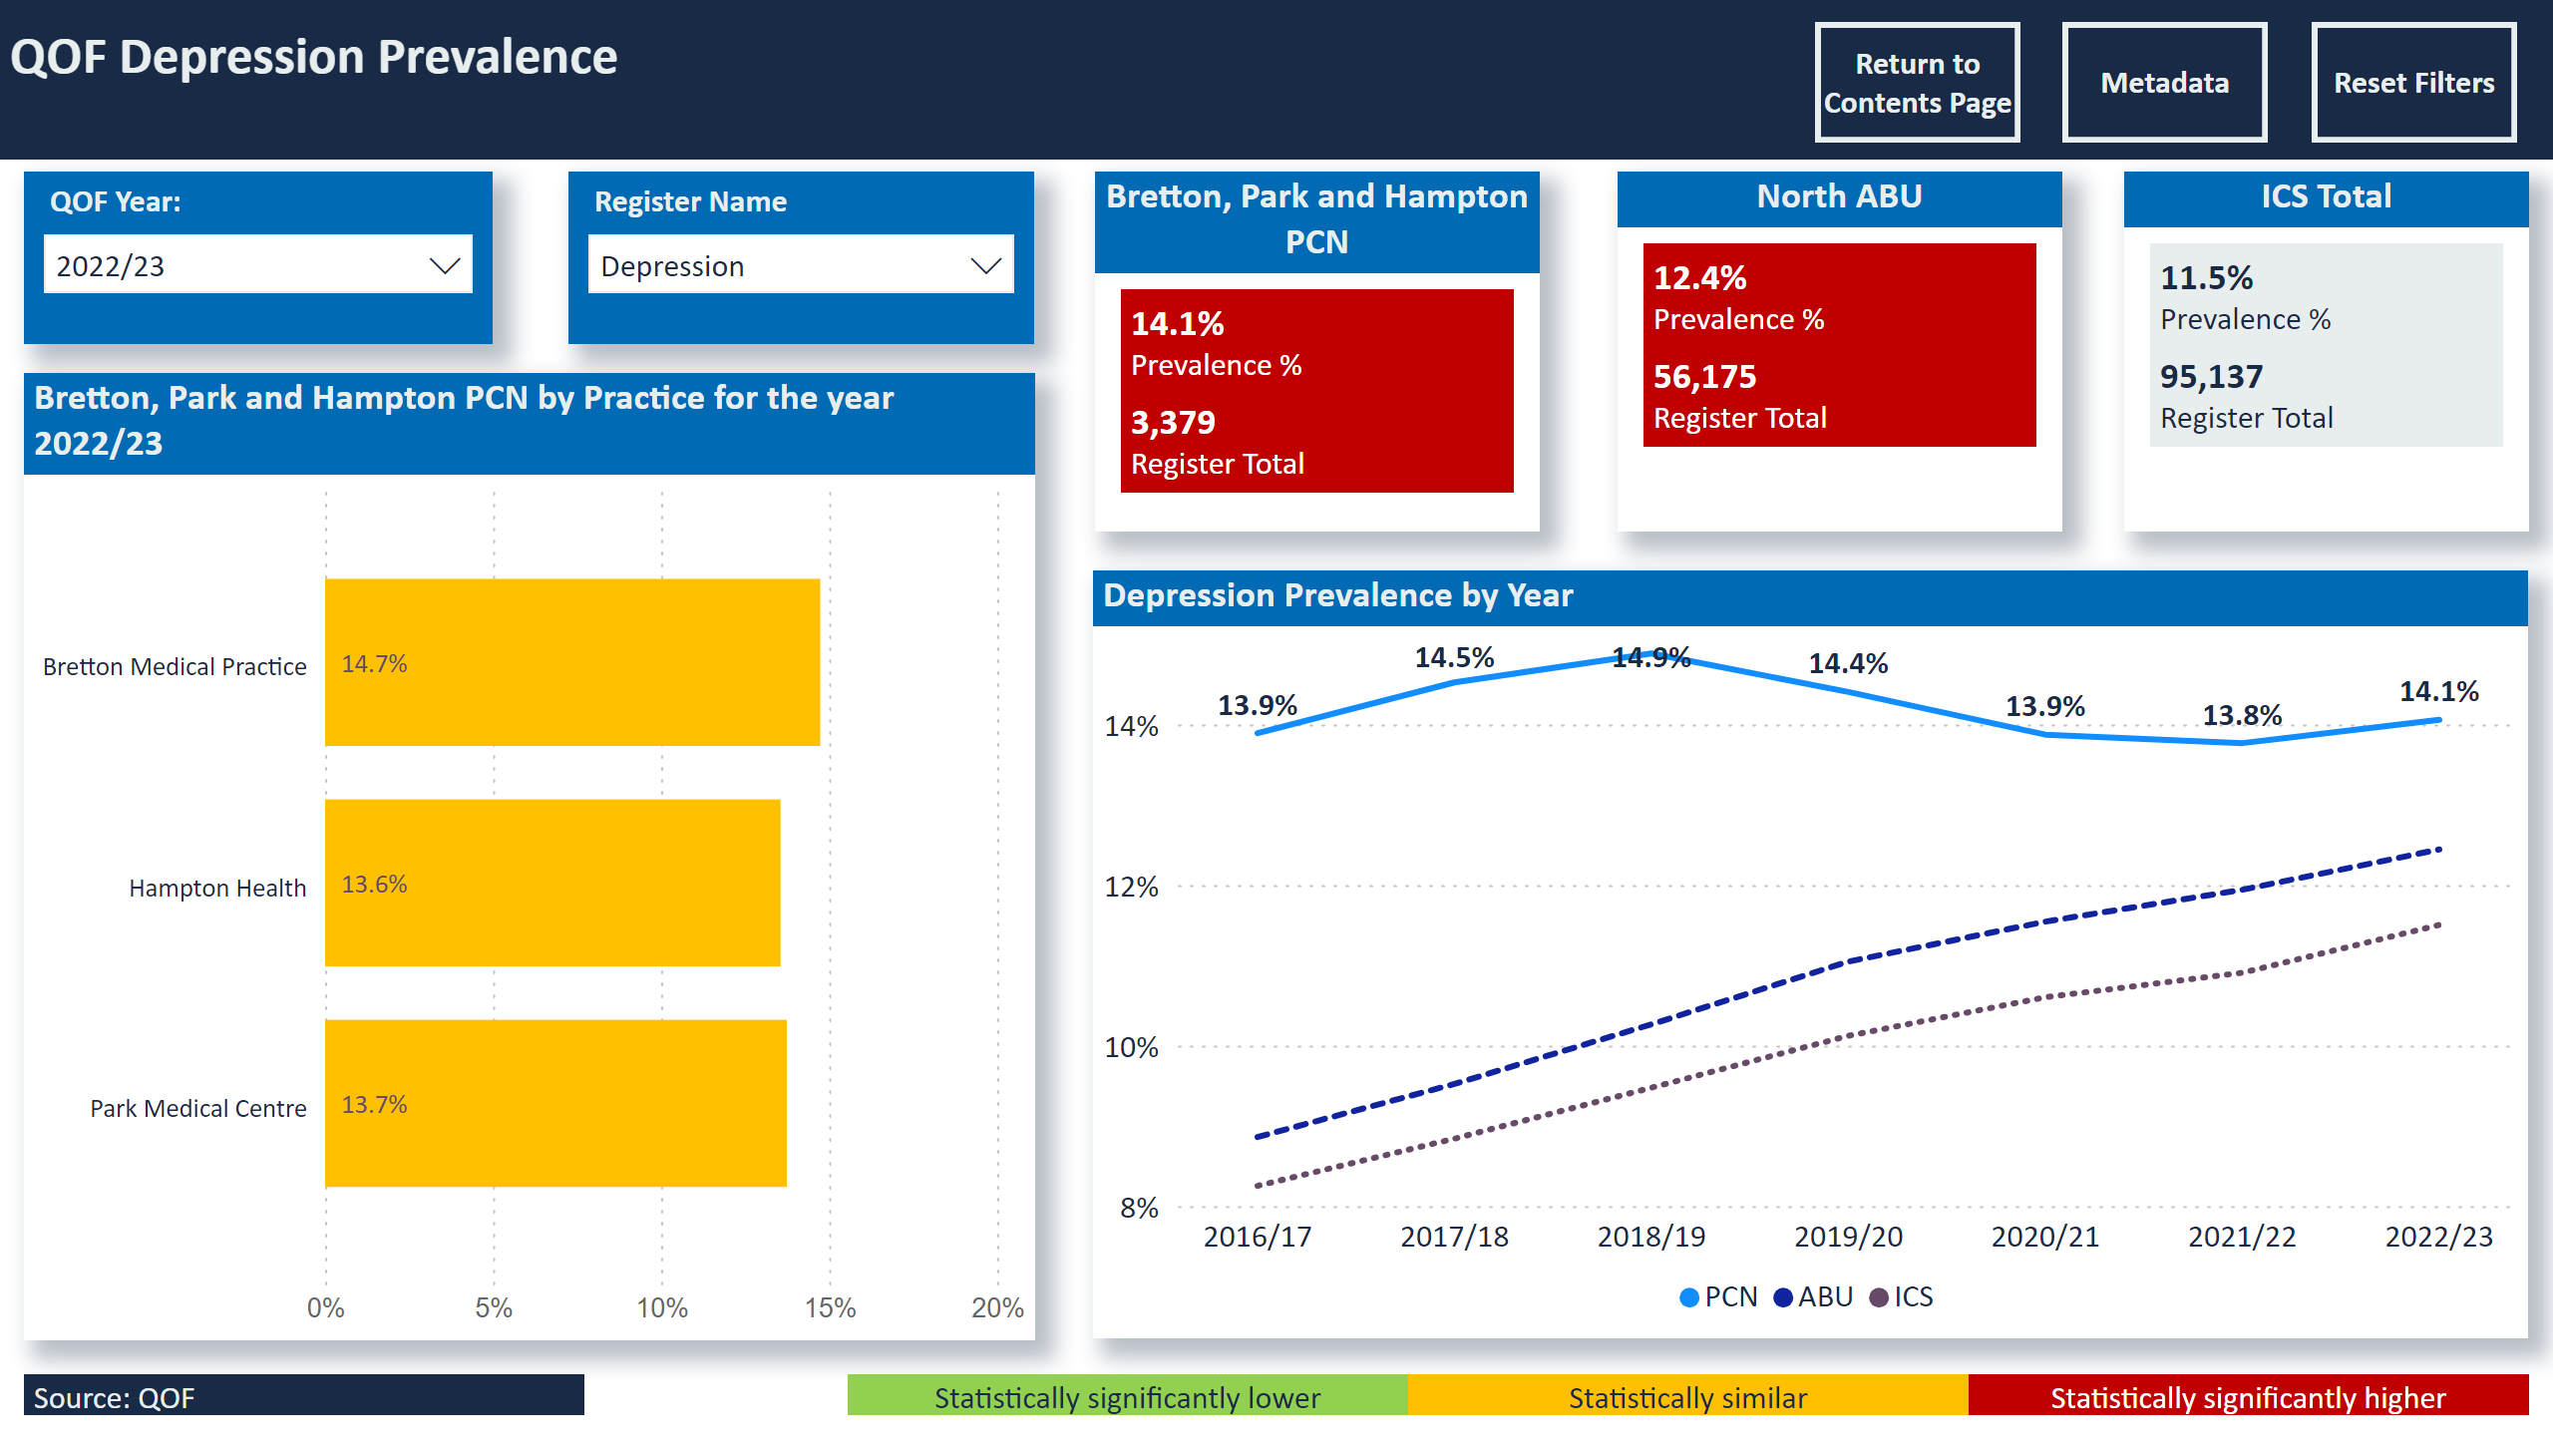 QOF Depression Prevalence
Return to
Contents Page
Metadata
Reset Filters
QOF Year:
2022/23
Register Name
Depression
Bretton, Park and Hampton
PCN
14.1%
Prevalence %
3,379
Register Total
North ABU
12.4%
Prevalence %
56,175
Register Total
ICS Total
11.5%
Prevalence %
95,137
Register Total
Bretton, Park and Hampton PCN by Practice for the year
2022/23
Bretton Medical Practice
14.7%
Hampton Health
13.6%
Park Medical Centre
13.7%
0%
5%
10%
15%
20%
Depression Prevalence by Year
13.9%
14.5%
14.9%
14.4%
13.9%
13.8%
14.1%
14%
12%
10%
8%
2016/17
2017/18
2018/19
2019/20
2020/21
2021/22
2022/23
PCN
ABU
ICS
Source: QOF
Statistically significantly lower
Statistically similar
Statistically significantly higher